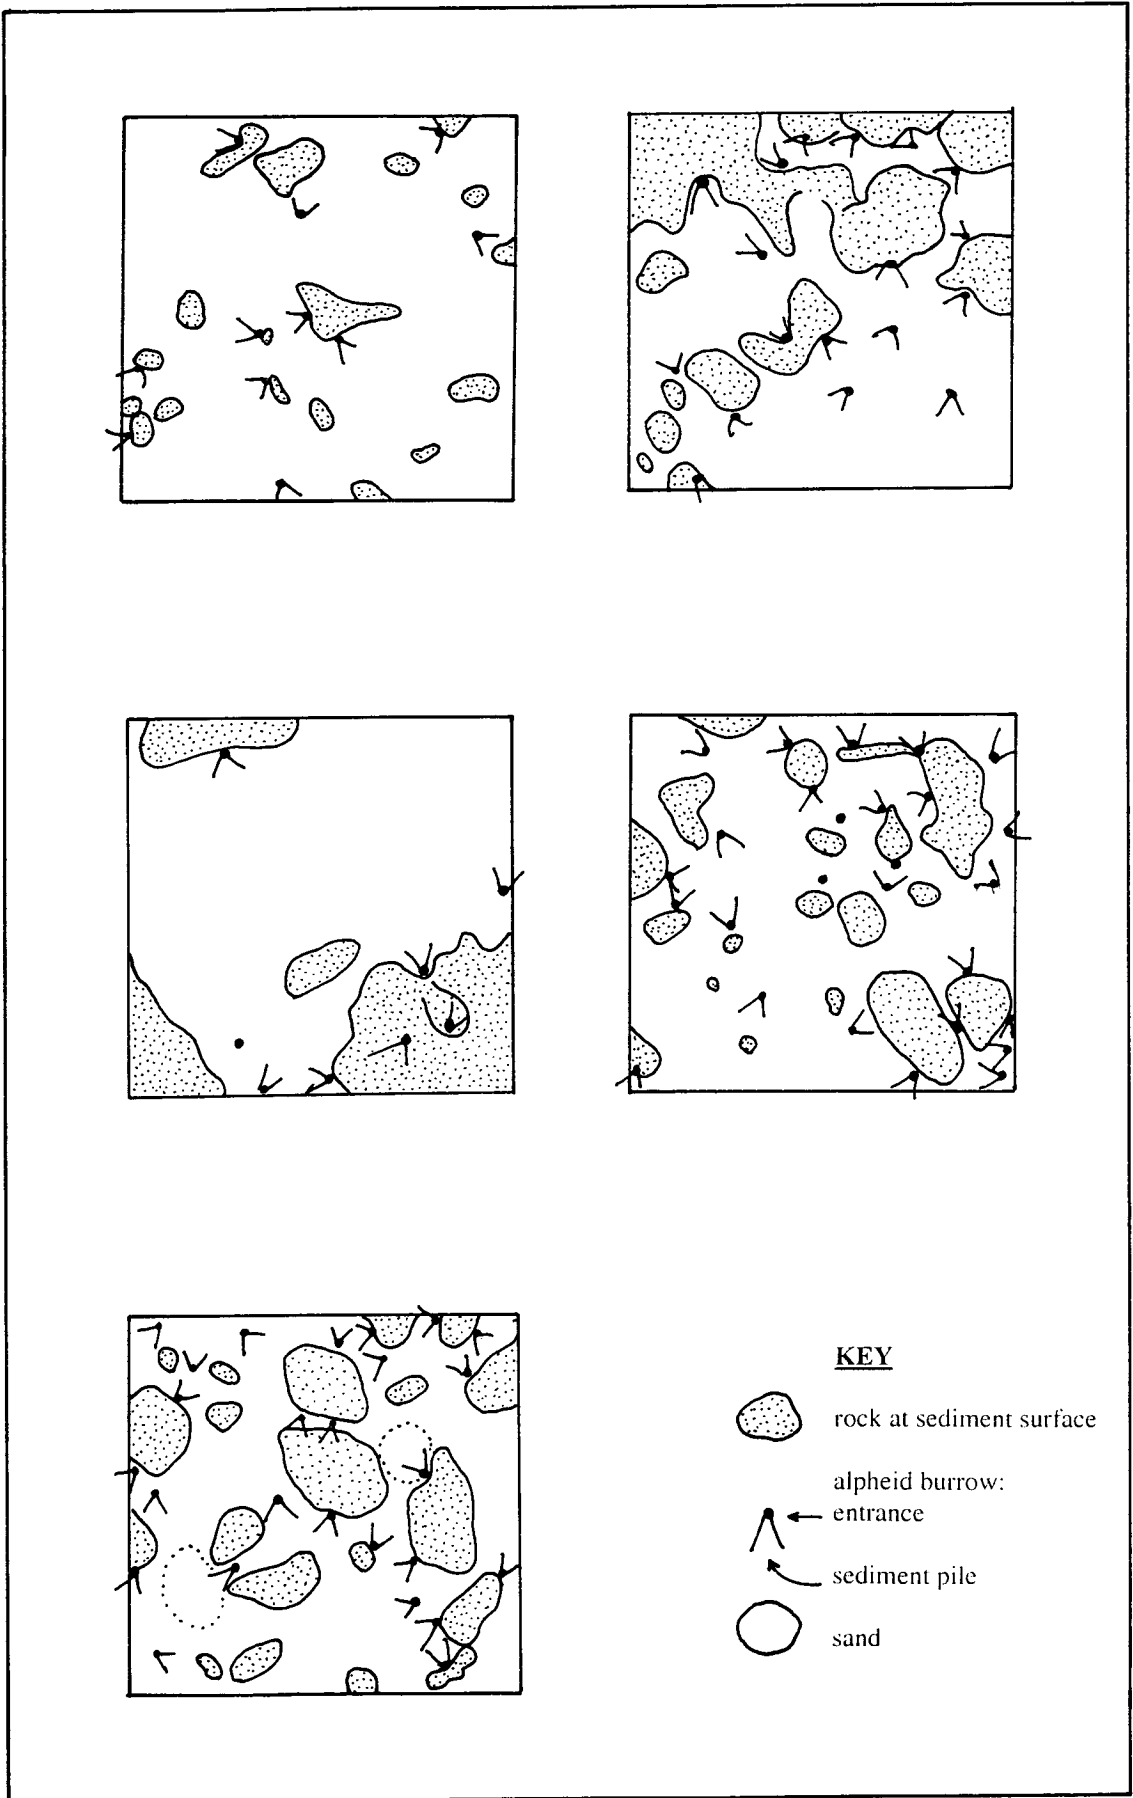 KEY
rock at sediment surface
alpheid burrow:
entrance
sediment pile
sand